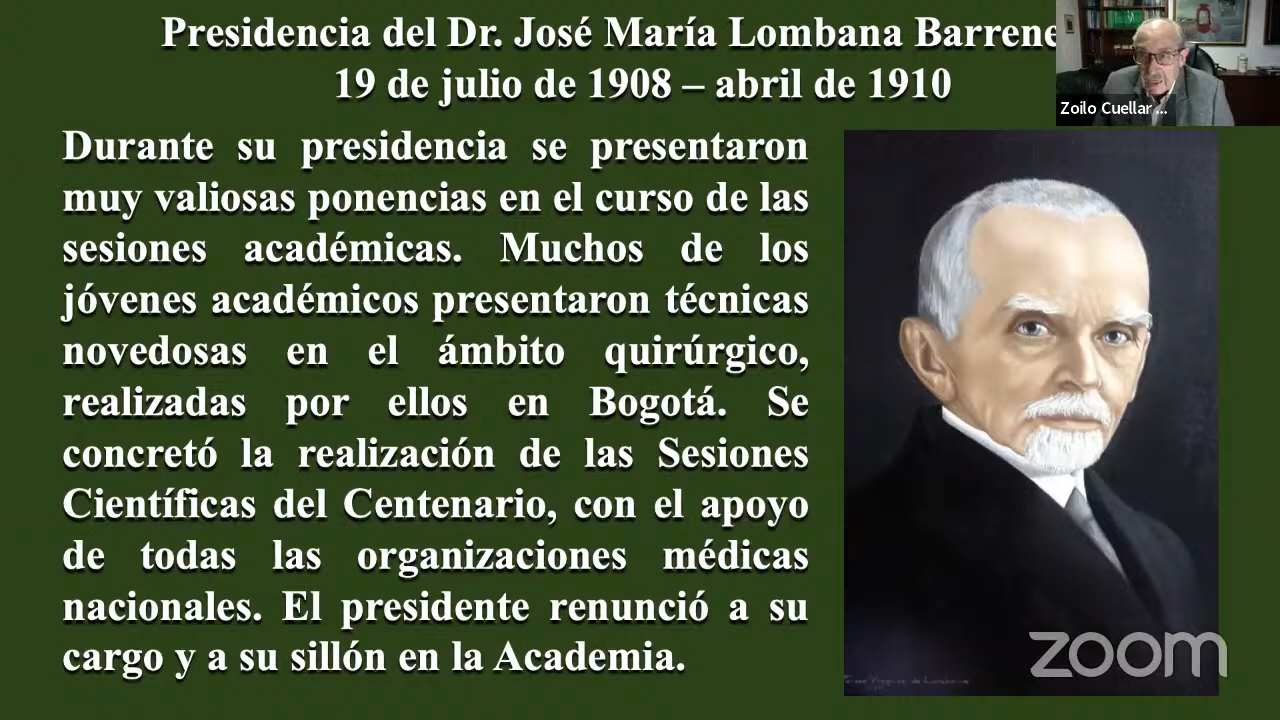 Presidencia del Dr. José María Lombana Barrene
19 de julio de 1908 – abril de 1910
Zoilo Cuellar ...
Durante su presidencia se presentaron
muy valiosas ponencias en el curso de las
sesiones académicas. Muchos de los
jóvenes académicos presentaron técnicas
novedosas en el ámbito quirúrgico,
realizadas por ellos en Bogotá. Se
concretó la realización de las Sesiones
Científicas del Centenario, con el apoyo
de todas las organizaciones médicas
nacionales. El presidente renunció a su
cargo y a su sillón en la Academia.
zoom